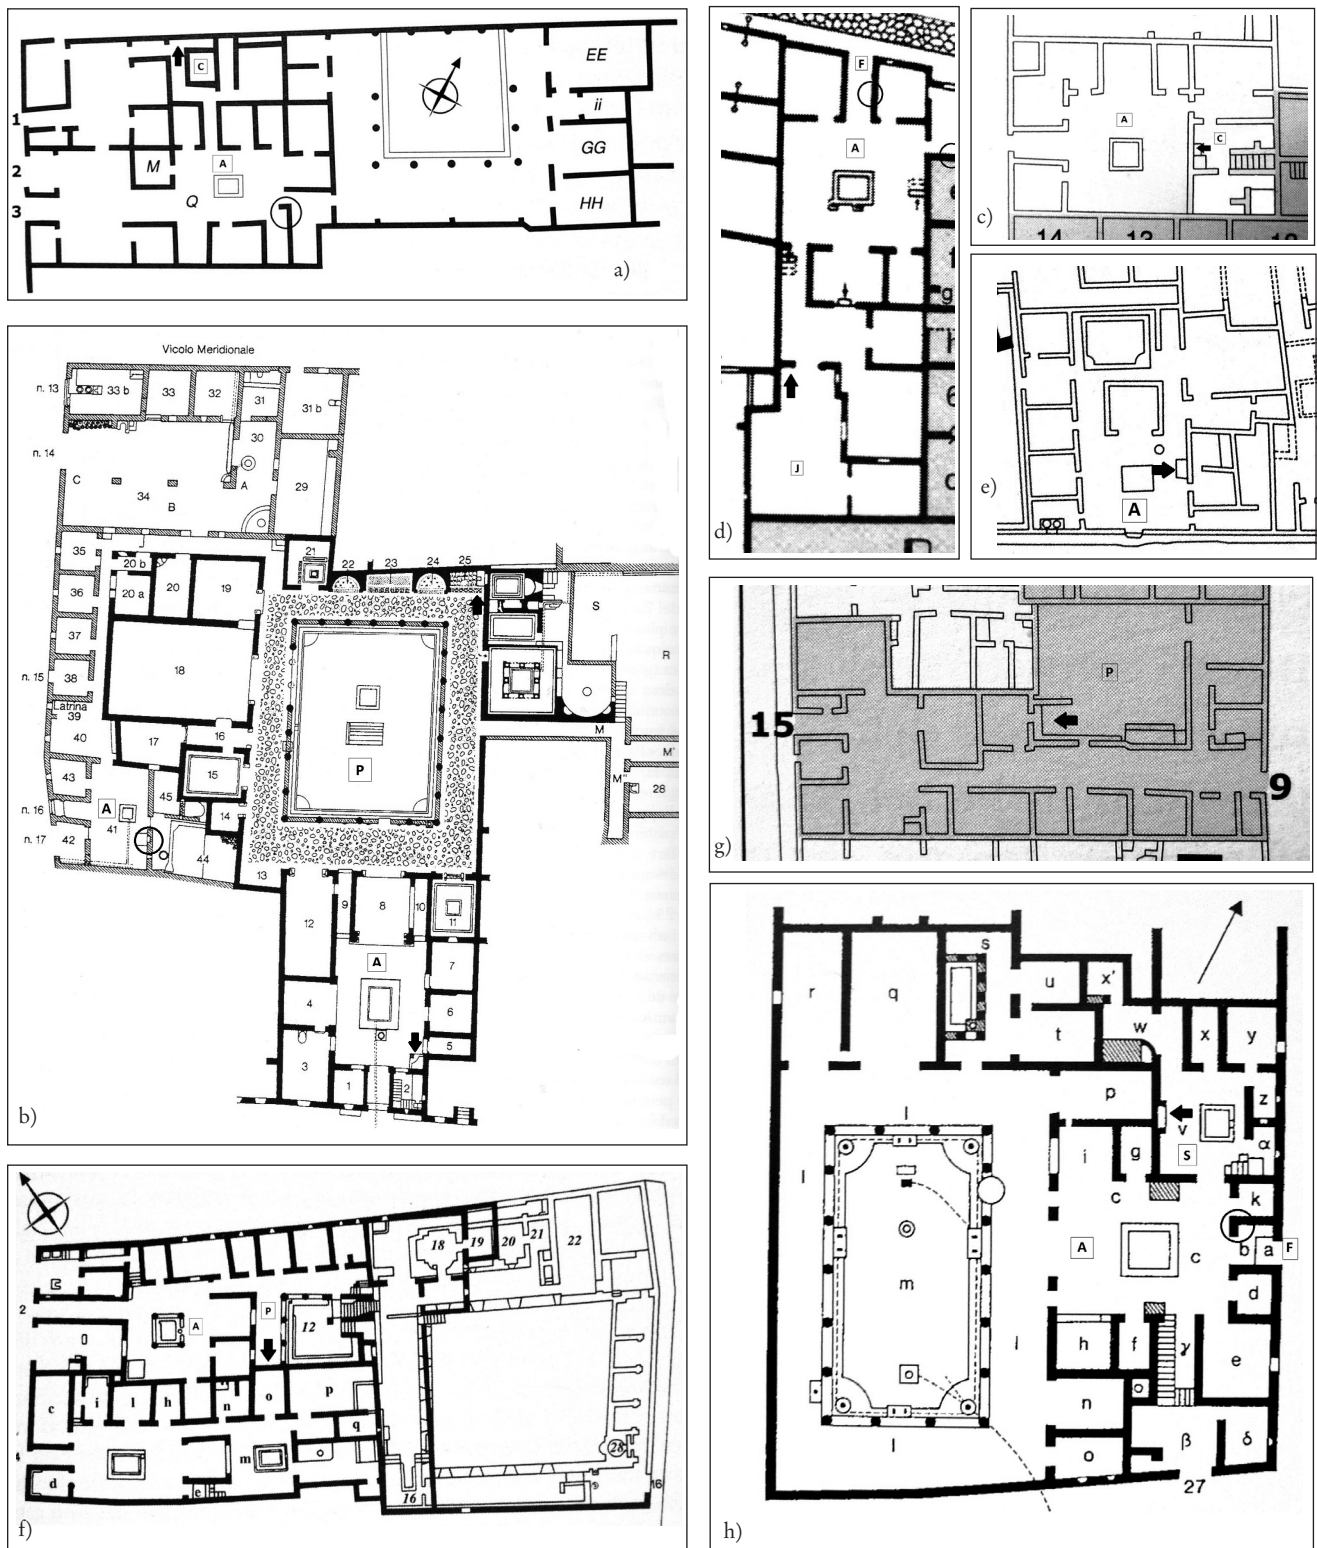 1
2
3
C
A
M
Q
EE
ii
GG
HH
a)
Vicolo Meridionale
n. 13
33 b
33
32
31
31 b
n. 14
30
29
C
34
B
A
35
20 b
20
19
21
22
23
24
25
36
20 a
S
37
18
R
n. 15
38
Latrina
39
40
17
16
P
M
M'
M''
28
43
15
A
45
n. 16
41
14
n. 17
42
44
13
12
9
8
10
11
A
7
4
6
5
3
1
2
b)
F
A
g
h
6
J
d)
A
C
c)
14
13
A
e)
P
15
9
g)
2
P
A
12
18
19
20
21
22
c
i
l
h
n
o
p
q
m
d
e
16
28
16
f)
r
q
s
u
x'
t
w
x
y
l
p
v
z
l
i
g
S
α
c
k
A
m
c
b
a
F
d
l
h
f
γ
e
n
β
δ
l
o
27
h)